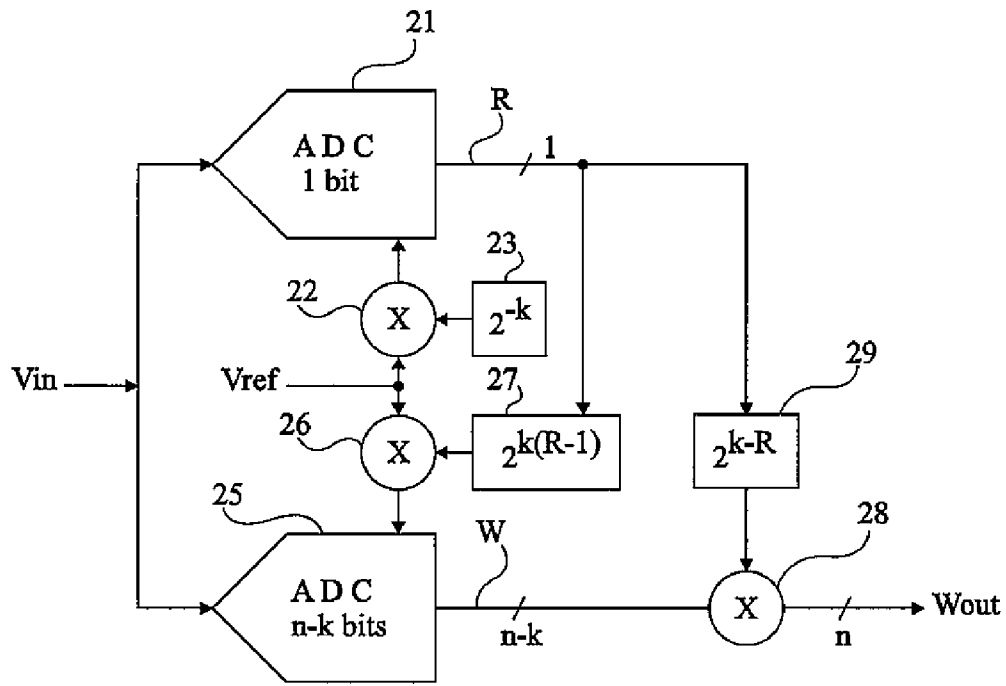 21
R
A D C
1 bit
1
23
22
X
2^-k
Vin
Vref
27
29
26
X
2^k(R-1)
2^k-R
25
W
28
A D C
n-k bits
n-k
X
n
Wout